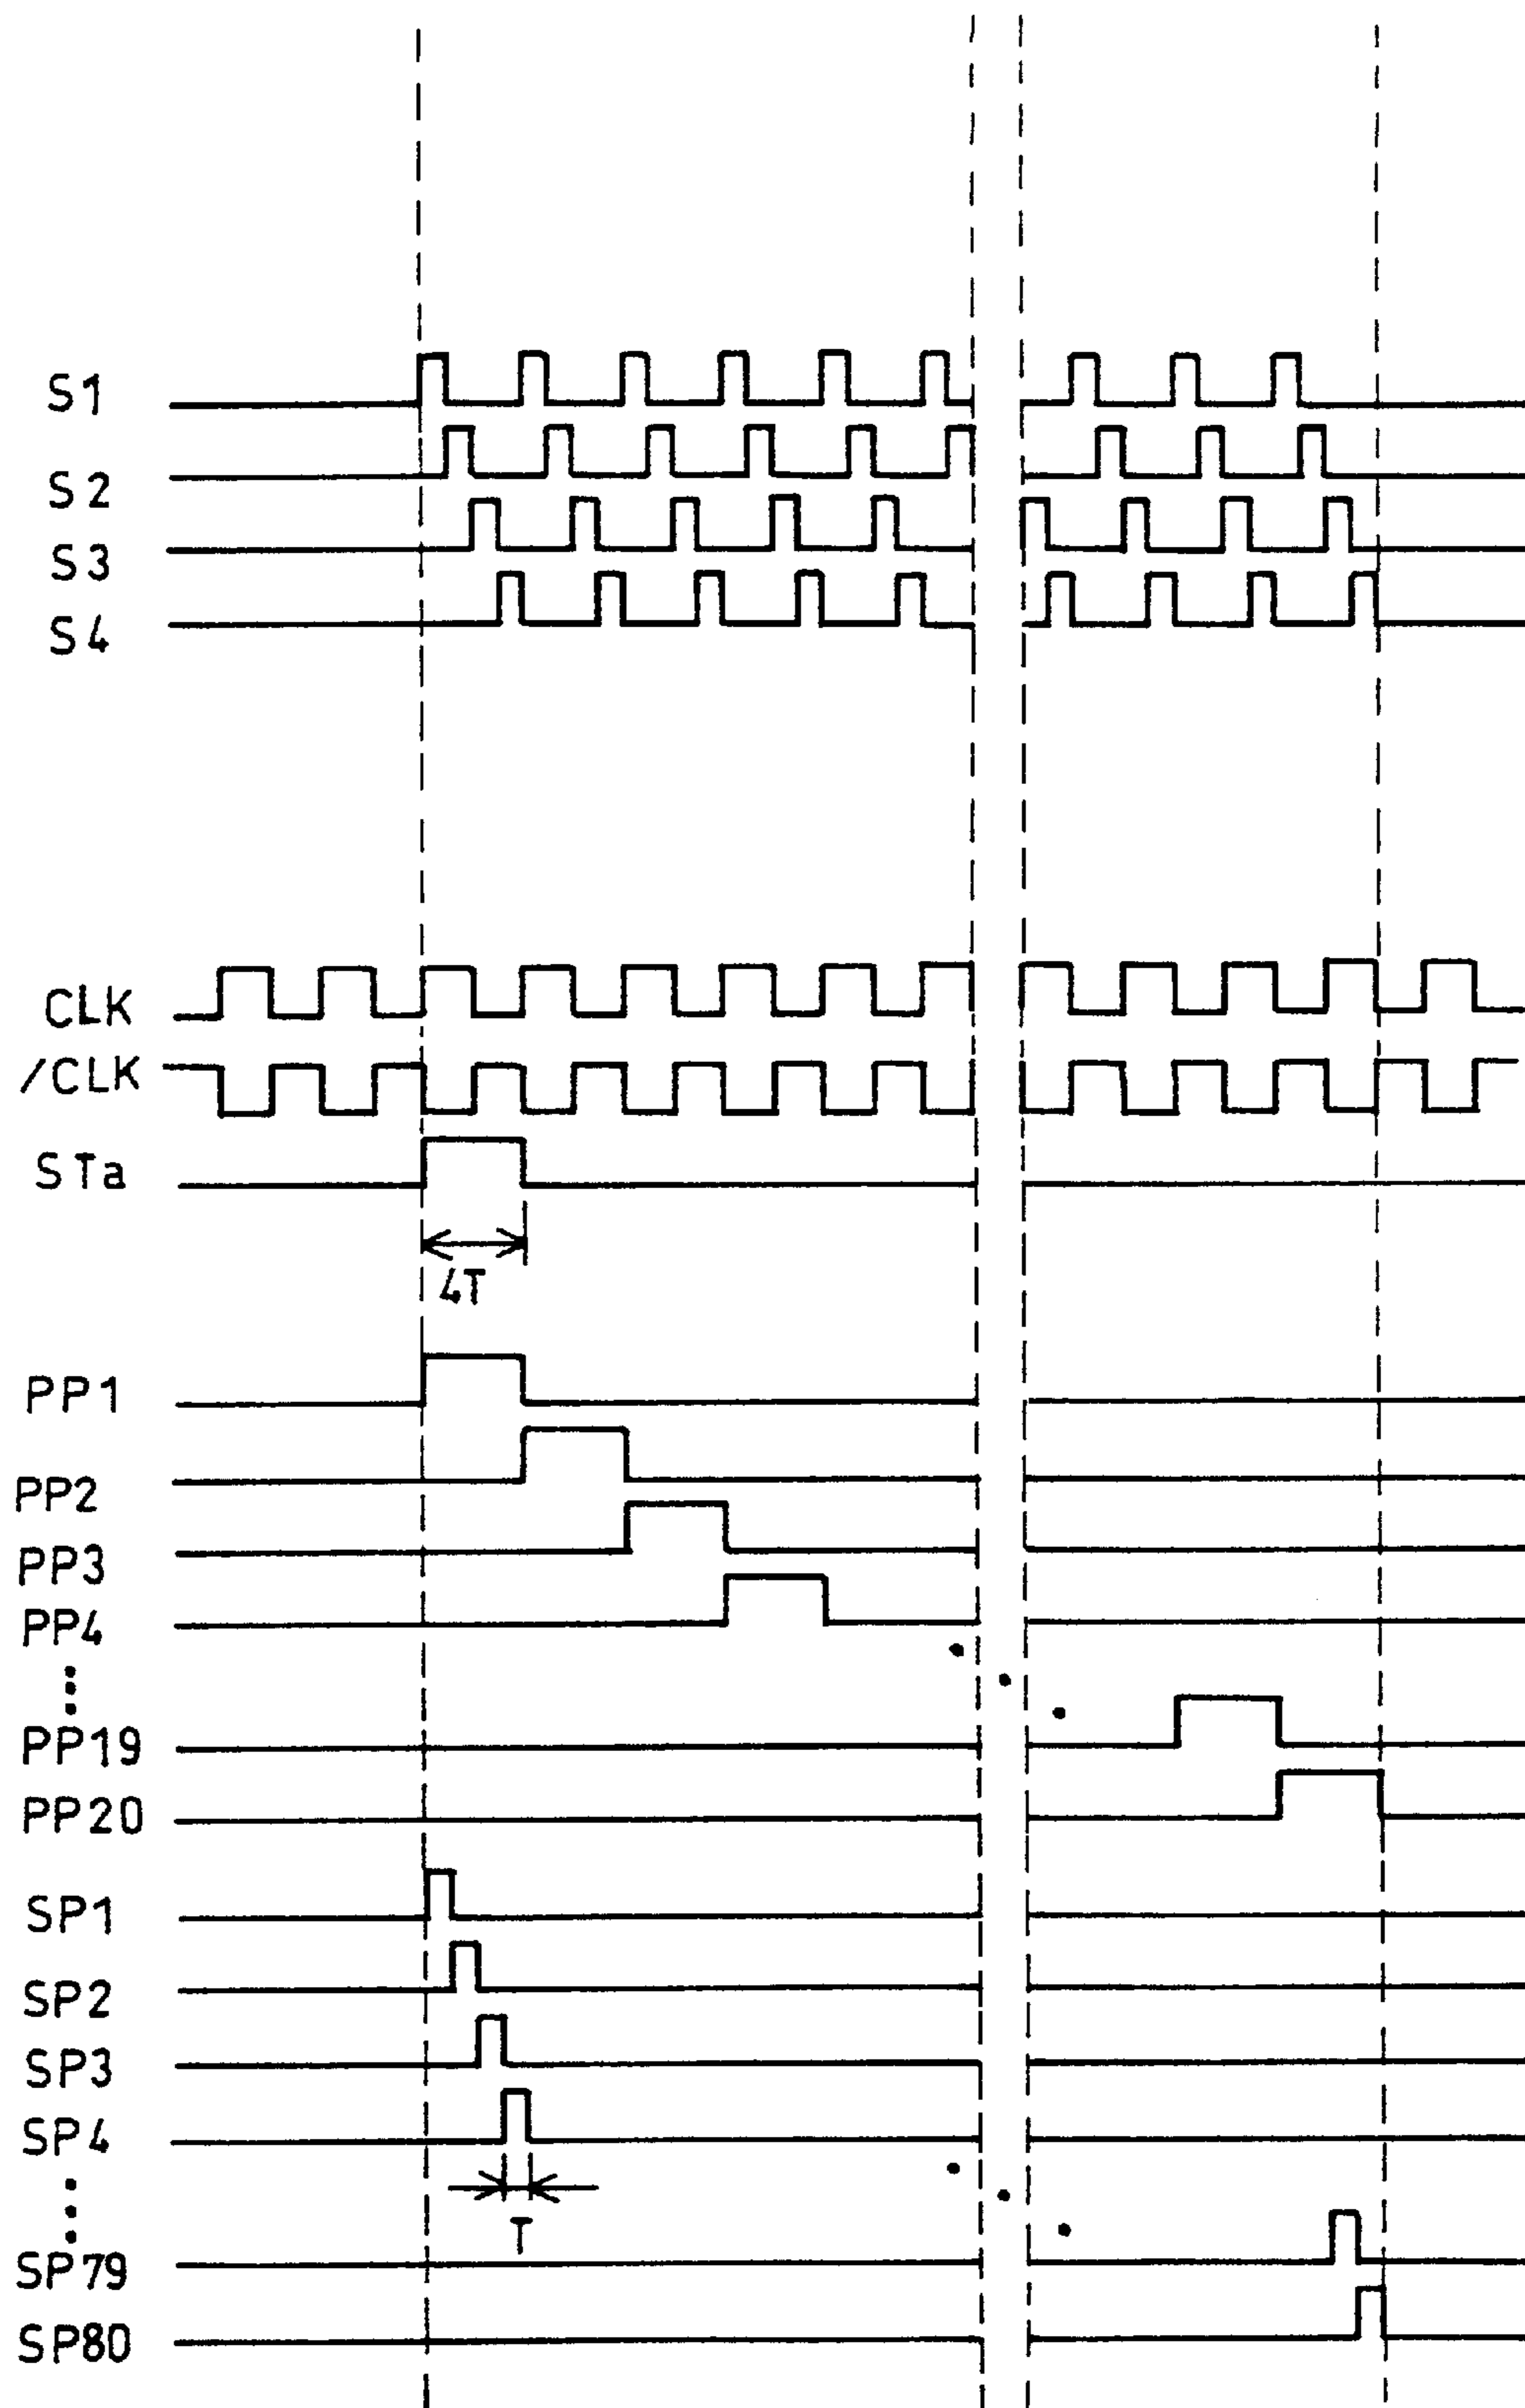 S1
S2
S3
S4
CLK
/CLK
STa
4T
PP1
PP2
PP3
PP4
PP19
PP20
SP1
SP2
SP3
SP4
T
SP79
SP80